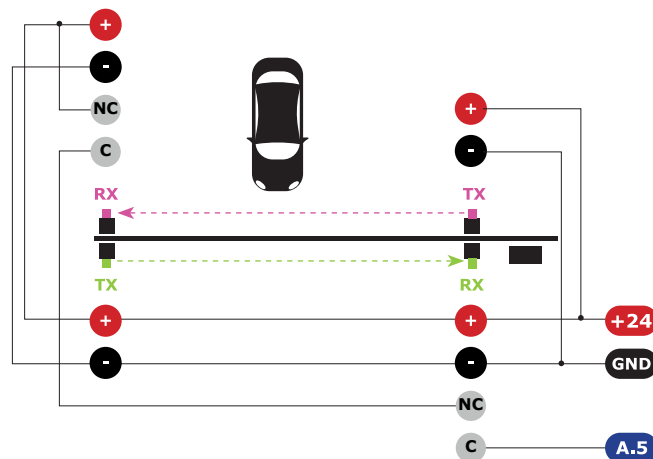 +
-
NC
+
C
-
RX TX
TX RX
+ + +24
- - GND
NC
C A.5